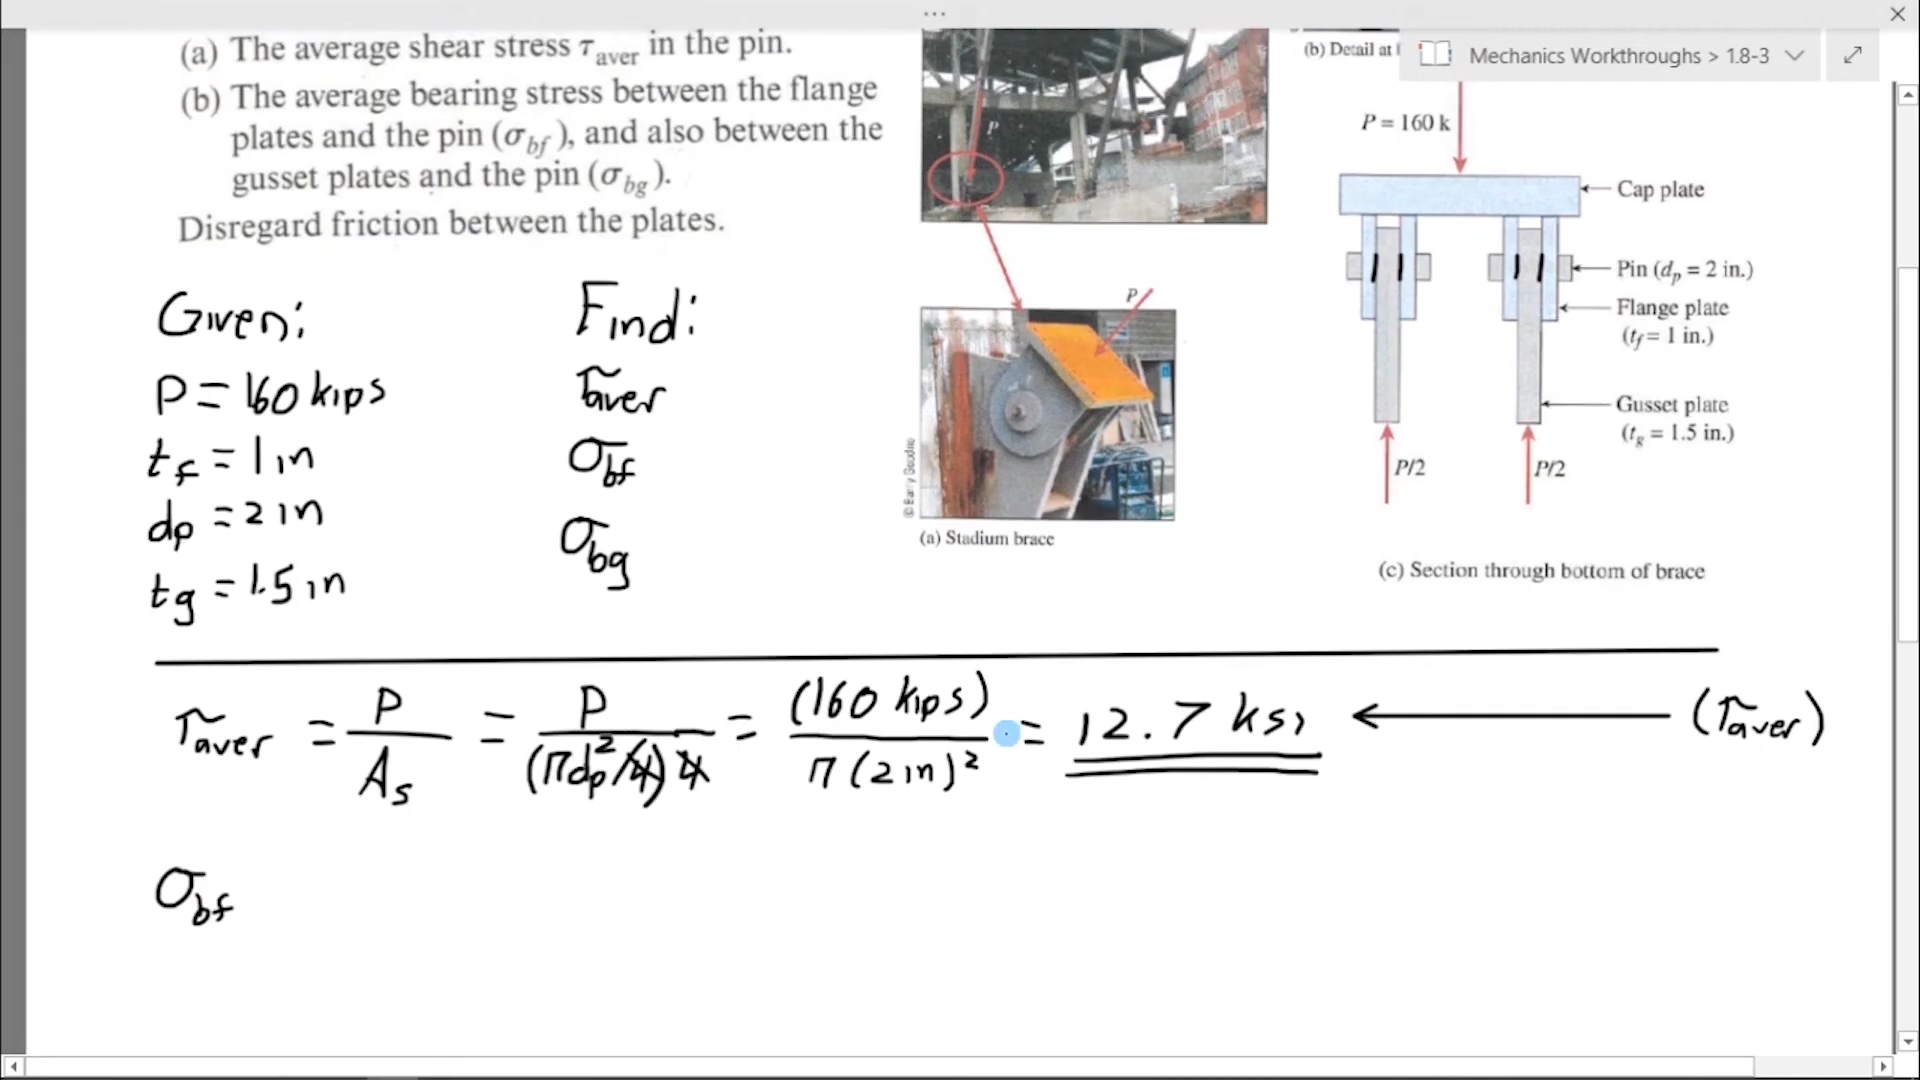 (a) The average shear stress τaver in the pin.
(b) The average bearing stress between the flange
plates and the pin (σbf), and also between the
gusset plates and the pin (σbg).
Disregard friction between the plates.
(b) Detail at
Mechanics Workthroughs > 1.8-3
P
P = 160 k
Cap plate
Pin (dp = 2 in.)
Flange plate
(tf = 1 in.)
Gusset plate
(tg = 1.5 in.)
P/2
P/2
(c) Section through bottom of brace
P
© Barry Goodno
(a) Stadium brace
Given:
P = 160 kips
tf = 1 in
dp = 2 in
tg = 1.5 in
Find:
τaver
σbf
σbg
τaver = P/As = P/((πdp²/4)4) = (160 kips)/(π(2in)²) = 12.7 ksi ← (τaver)
σbf